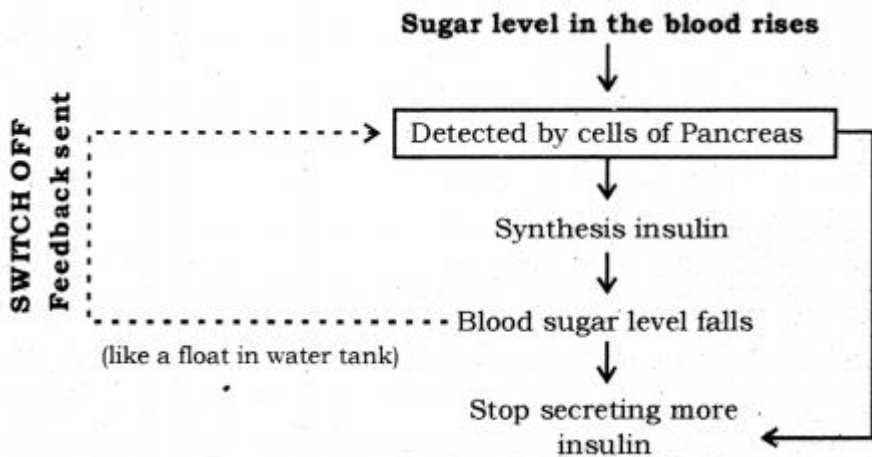 Sugar level in the blood rises
Detected by cells of Pancreas
SWITCH OFF
Feedback sent
Synthesis insulin
Blood sugar level falls
(like a float in water tank)
Stop secreting more
insulin